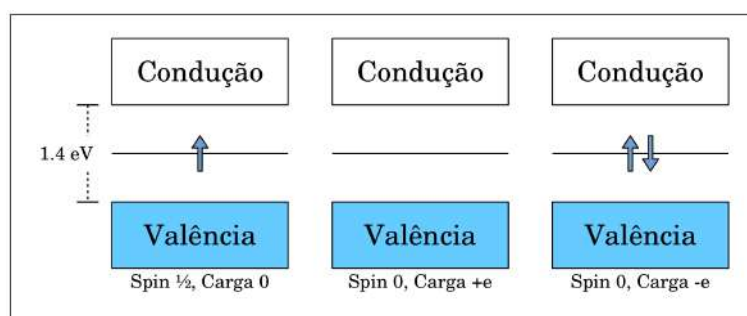 Condução Condução Condução
1.4 eV
Valência Valência Valência
Spin ½, Carga 0 Spin 0, Carga +e Spin 0, Carga -e